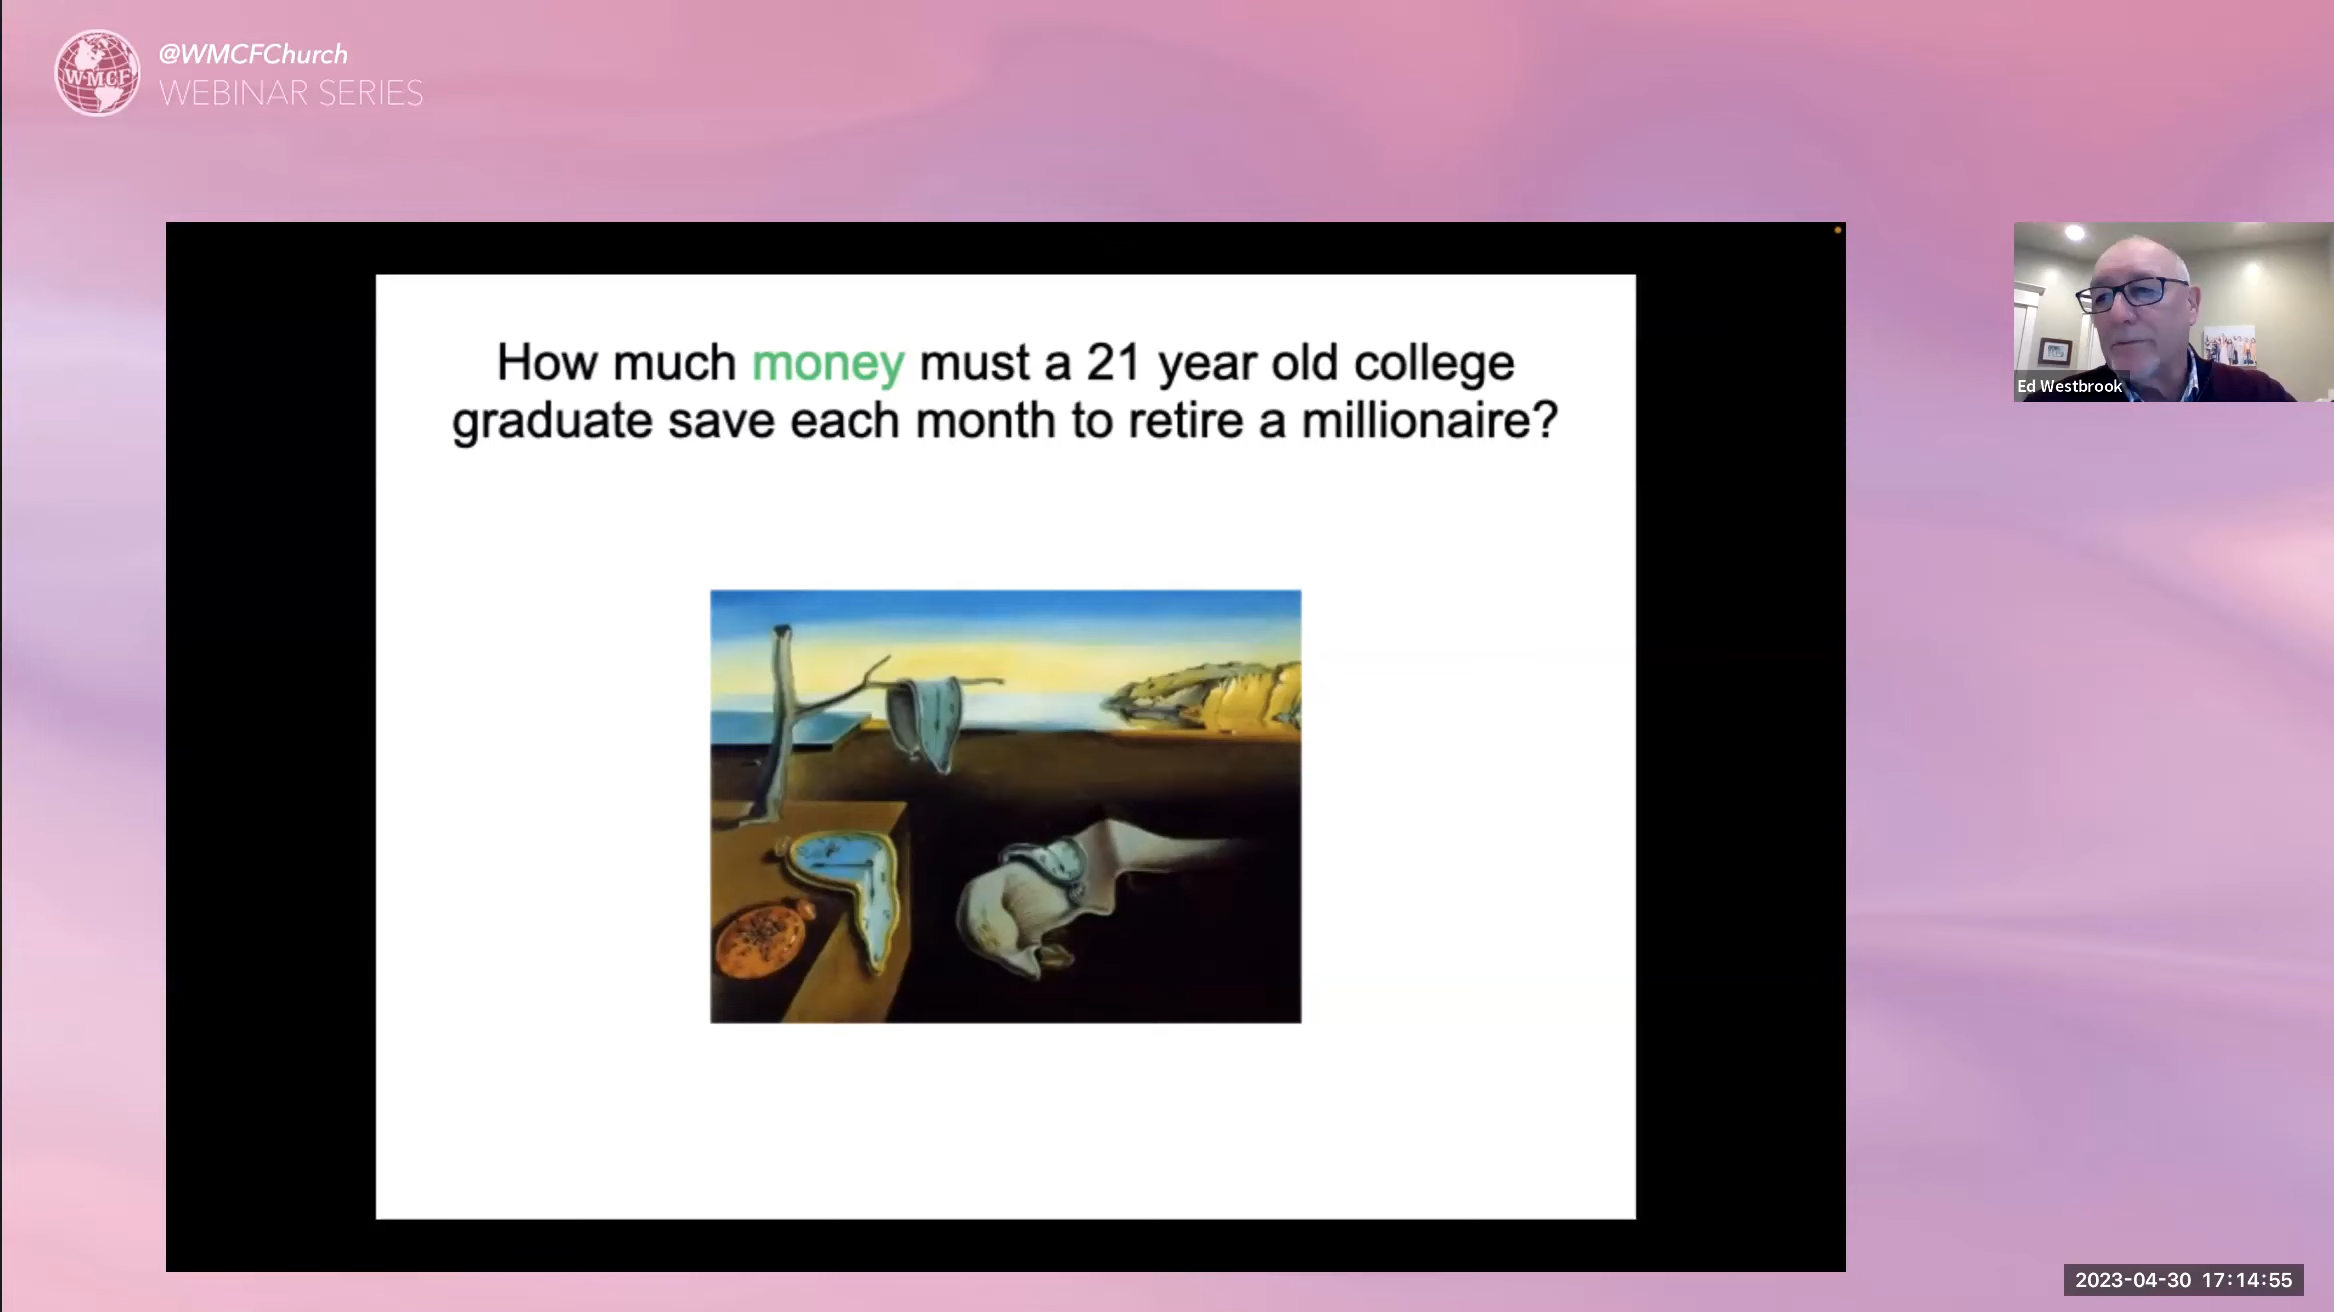 @WMCFChurch
WMCF
WEBINAR SERIES
How much money must a 21 year old college
graduate save each month to retire a millionaire?
Ed Westbrook
2023-04-30 17:14:55